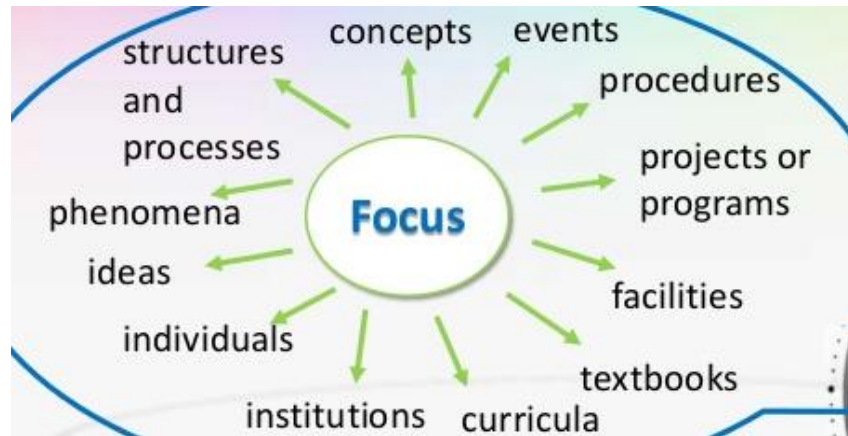 concepts
events
structures
and
processes
procedures
projects or
programs
phenomena
Focus
ideas
facilities
individuals
textbooks
institutions
curricula